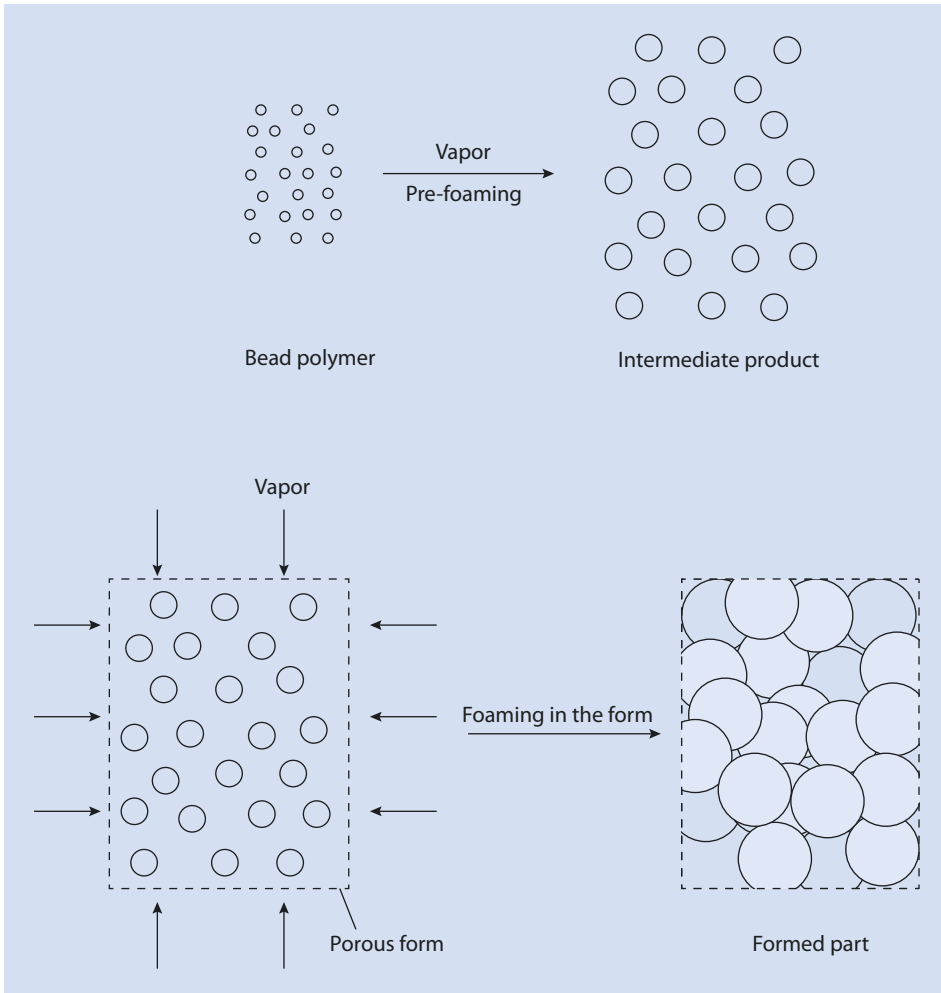 Vapor
Pre-foaming
Bead polymer
Intermediate product
Vapor
Foaming in the form
Porous form
Formed part